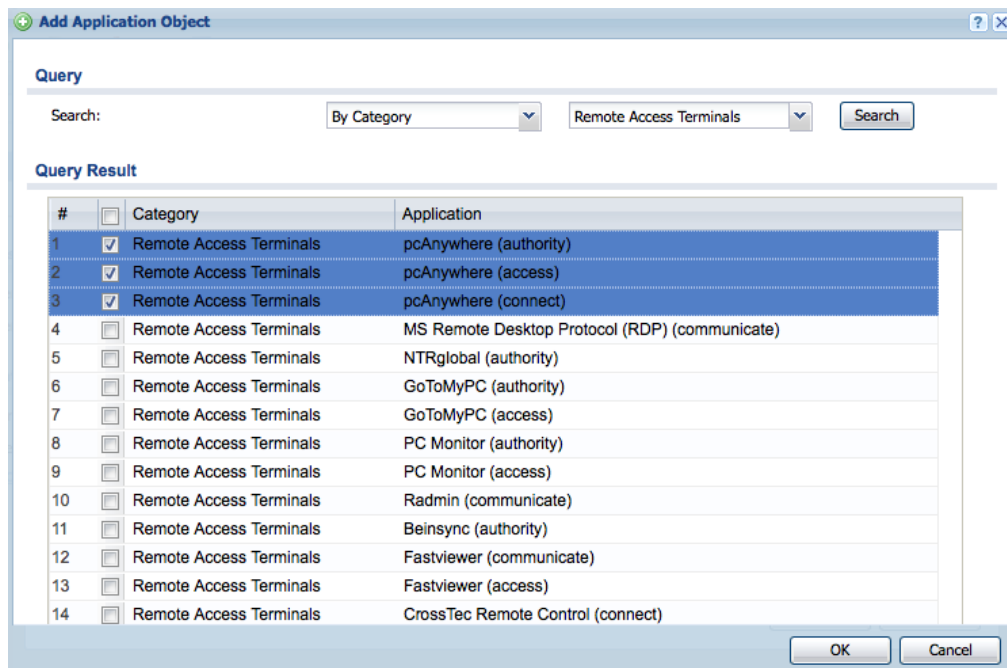 Add Application Object
Query
Search: By Category Remote Access Terminals Search
Query Result
# Category Application
1 Remote Access Terminals pcAnywhere (authority)
2 Remote Access Terminals pcAnywhere (access)
3 Remote Access Terminals pcAnywhere (connect)
4 Remote Access Terminals MS Remote Desktop Protocol (RDP) (communicate)
5 Remote Access Terminals NTRglobal (authority)
6 Remote Access Terminals GoToMyPC (authority)
7 Remote Access Terminals GoToMyPC (access)
8 Remote Access Terminals PC Monitor (authority)
9 Remote Access Terminals PC Monitor (access)
10 Remote Access Terminals Radmin (communicate)
11 Remote Access Terminals Beinsync (authority)
12 Remote Access Terminals Fastviewer (communicate)
13 Remote Access Terminals Fastviewer (access)
14 Remote Access Terminals CrossTec Remote Control (connect)
OK Cancel